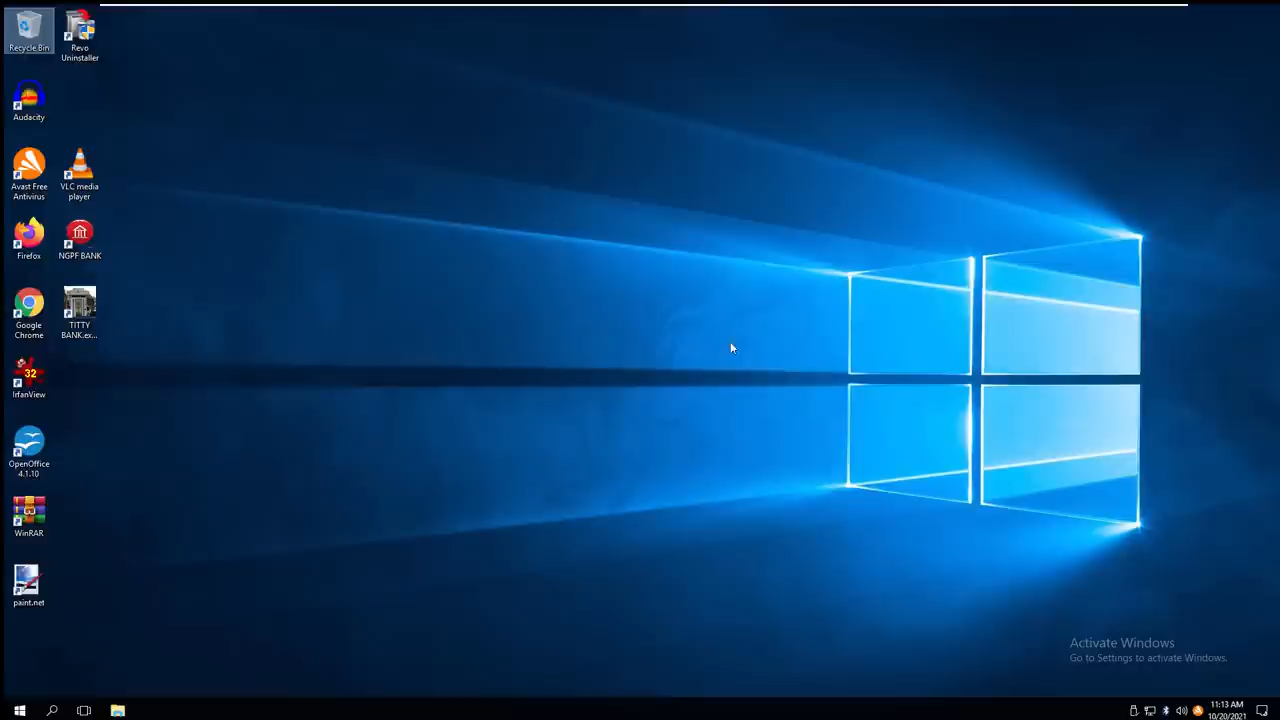 Recycle Bin
Revo
Uninstaller
Audacity
Avast Free
Antivirus
VLC media
player
Firefox
NGPF BANK
Google
Chrome
TITTY
BANK.ex...
32
IrfanView
OpenOffice
4.1.10
WinRAR
paint.net
Activate Windows
Go to Settings to activate Windows.
11:13 AM
10/20/2021